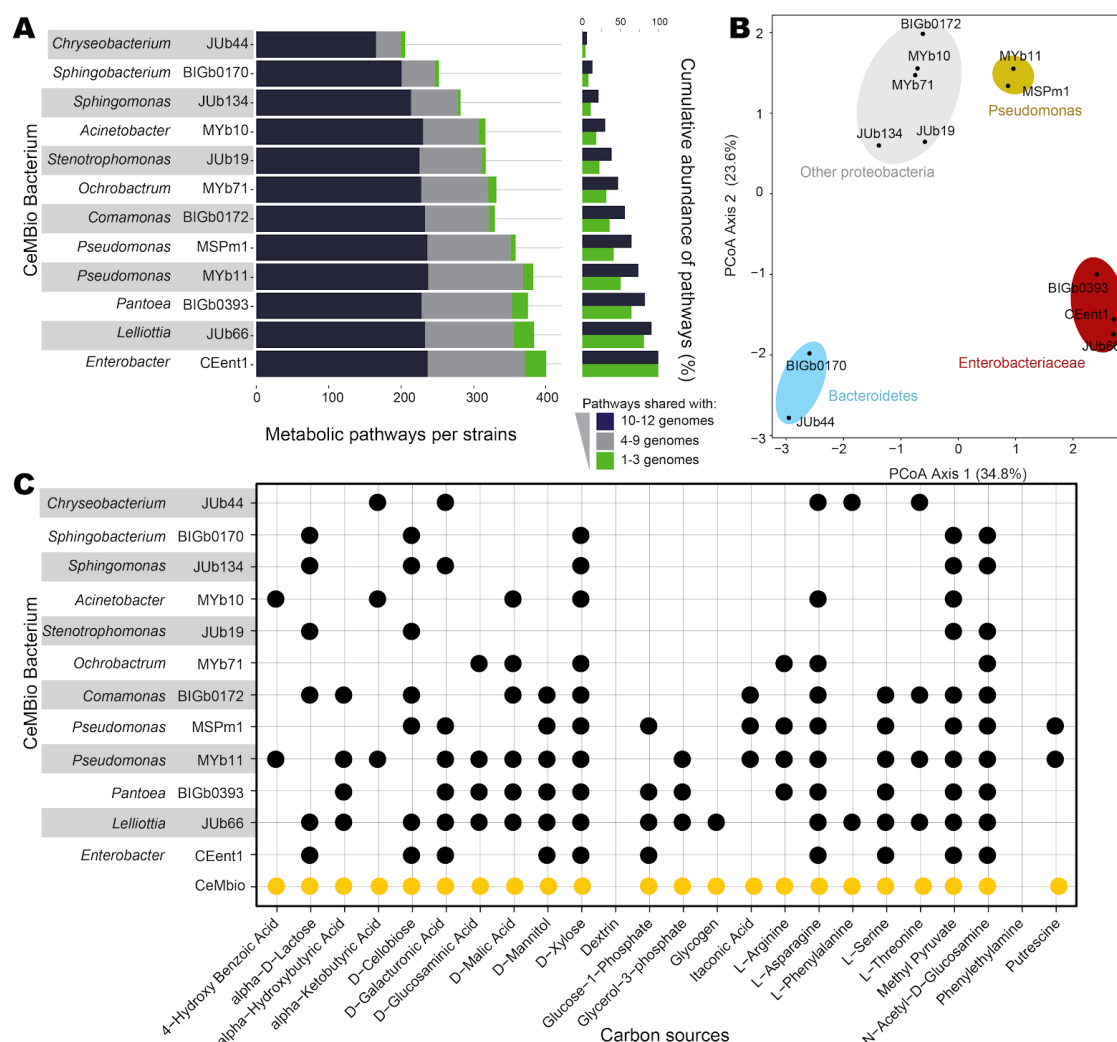 A
CeMBio Bacterium
Chryseobacterium JUb44
Sphingobacterium BIGb0170
Sphingomonas JUb134
Acinetobacter MYb10
Stenotrophomonas JUb19
Ochrobactrum MYb71
Comamonas BIGb0172
Pseudomonas MSPm1
Pseudomonas MYb11
Pantoea BIGb0393
Lelliottia JUb66
Enterobacter CEent1
0 100 200 300 400
Metabolic pathways per strains
0 25 50 75 100
Cumulative abundance of pathways (%)
Pathways shared with:
10-12 genomes
4-9 genomes
1-3 genomes
B
PCoA Axis 2 (23.6%)
2
1
0
−1
−2
−3
BIGb0172
MYb10
MYb71
JUb134
JUb19
Other proteobacteria
MYb11
MSPm1
Pseudomonas
BIGb0393
CEent1
JUb66
Enterobacteriaceae
BIGb0170
Bacteroidetes
JUb44
−3 −2 −1 0 1 2
PCoA Axis 1 (34.8%)
C
CeMBio Bacterium
Chryseobacterium JUb44
Sphingobacterium BIGb0170
Sphingomonas JUb134
Acinetobacter MYb10
Stenotrophomonas JUb19
Ochrobactrum MYb71
Comamonas BIGb0172
Pseudomonas MSPm1
Pseudomonas MYb11
Pantoea BIGb0393
Lelliottia JUb66
Enterobacter CEent1
CeMbio
4−Hydroxy Benzoic Acid
alpha−D−Lactose
alpha−Hydroxybutyric Acid
alpha−Ketobutyric Acid
D−Cellobiose
D−Galacturonic Acid
D−Glucosaminic Acid
D−Malic Acid
D−Mannitol
D−Xylose
Dextrin
Glucose−1−Phosphate
Glycerol−3−phosphate
Glycogen
Itaconic Acid
L−Arginine
L−Asparagine
L−Phenylalanine
L−Serine
L−Threonine
Methyl Pyruvate
N−Acetyl−D−Glucosamine
Phenylethylamine
Putrescine
Carbon sources